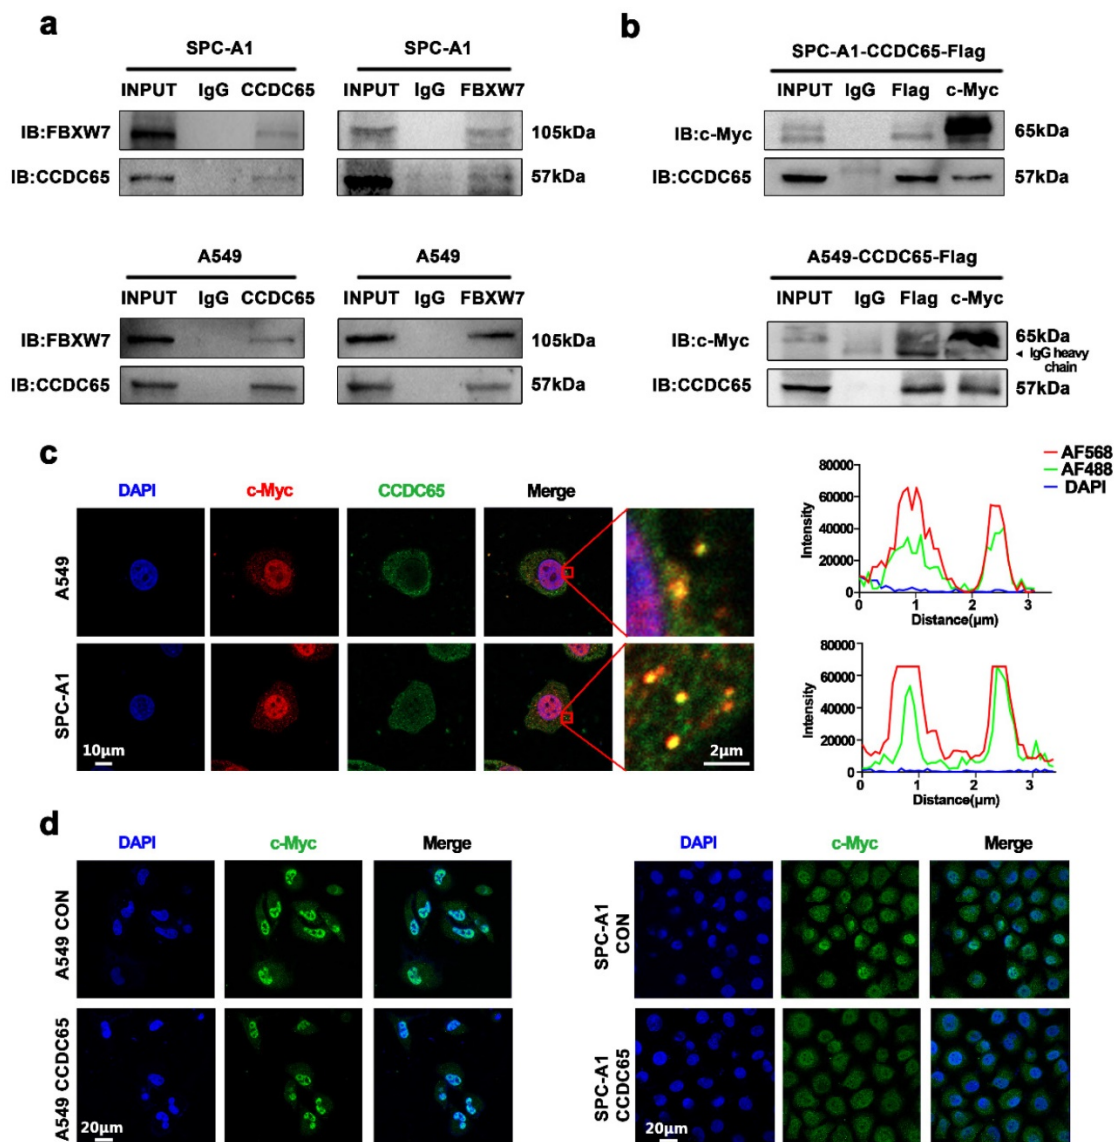 a
SPC-A1
INPUT IgG CCDC65
IB:FBXW7
IB:CCDC65
SPC-A1
INPUT IgG FBXW7
105kDa
57kDa
A549
INPUT IgG CCDC65
IB:FBXW7
IB:CCDC65
A549
INPUT IgG FBXW7
105kDa
57kDa
b
SPC-A1-CCDC65-Flag
INPUT IgG Flag c-Myc
IB:c-Myc
65kDa
IB:CCDC65
57kDa
A549-CCDC65-Flag
INPUT IgG Flag c-Myc
IB:c-Myc
65kDa
◄ IgG heavy
chain
IB:CCDC65
57kDa
c
DAPI c-Myc CCDC65 Merge
A549
SPC-A1
10μm
2μm
AF568
AF488
DAPI
Intensity
80000
60000
40000
20000
0
0 1 2 3
Distance(μm)
Intensity
80000
60000
40000
20000
0
0 1 2 3
Distance(μm)
d
DAPI c-Myc Merge
A549 CON
A549 CCDC65
20μm
DAPI c-Myc Merge
SPC-A1
CON
SPC-A1
CCDC65
20μm